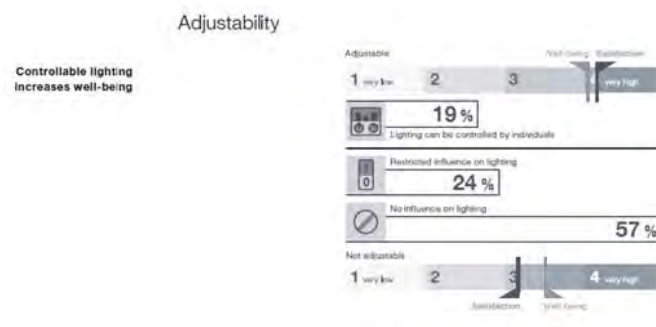 Adjustability
Controllable lighting
increases well-being
Adjustable
Well-being Satisfaction
1 very low 2 3 very high
19 %
Lighting can be controlled by individuals
Restricted influence on lighting
0
24 %
No influence on lighting
57 %
Not adjustable
1 very low 2 3 4 very high
Satisfaction Well-being